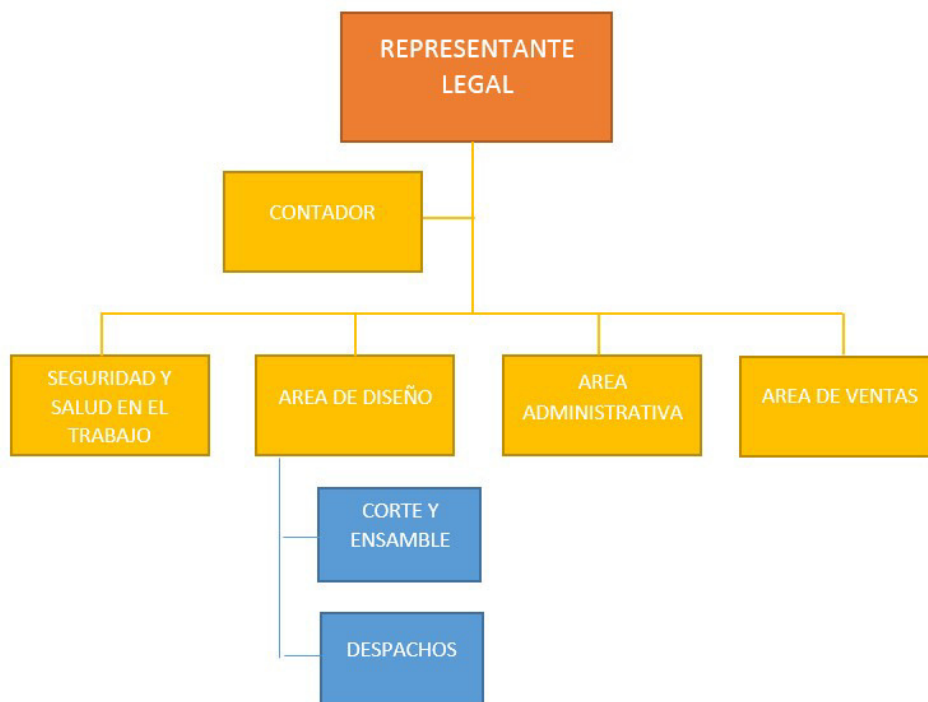 REPRESENTANTE
LEGAL
CONTADOR
SEGURIDAD Y
SALUD EN EL
TRABAJO
AREA DE DISEÑO
AREA
ADMINISTRATIVA
AREA DE VENTAS
CORTE Y
ENSAMBLE
DESPACHOS